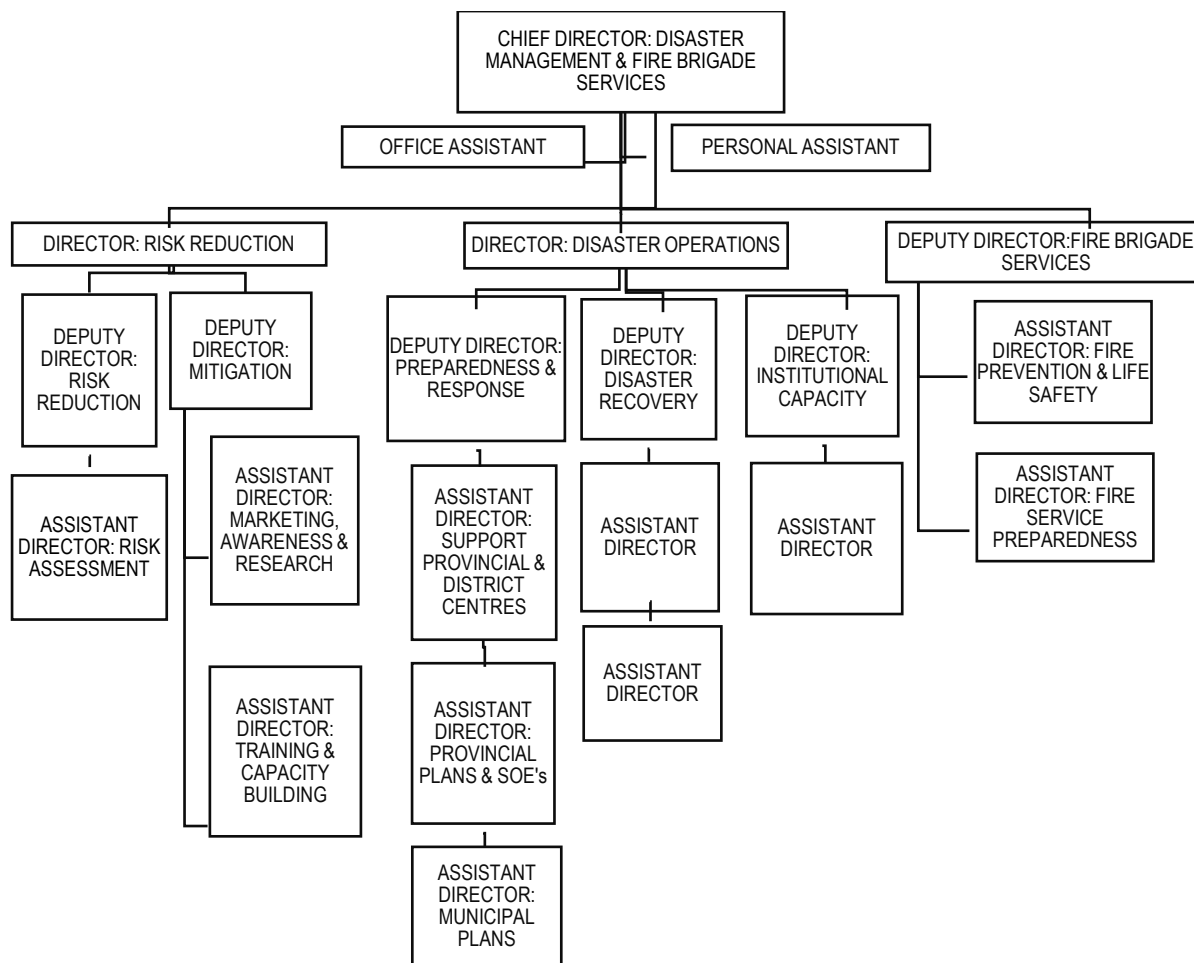 CHIEF DIRECTOR: DISASTER
MANAGEMENT & FIRE BRIGADE
SERVICES
OFFICE ASSISTANT
PERSONAL ASSISTANT
DIRECTOR: RISK REDUCTION
DIRECTOR: DISASTER OPERATIONS
DEPUTY DIRECTOR:FIRE BRIGADE
SERVICES
DEPUTY
DIRECTOR:
RISK
REDUCTION
DEPUTY
DIRECTOR:
MITIGATION
DEPUTY DIRECTOR:
PREPAREDNESS &
RESPONSE
DEPUTY
DIRECTOR:
DISASTER
RECOVERY
DEPUTY
DIRECTOR:
INSTITUTIONAL
CAPACITY
ASSISTANT
DIRECTOR: FIRE
PREVENTION & LIFE
SAFETY
ASSISTANT
DIRECTOR: RISK
ASSESSMENT
ASSISTANT
DIRECTOR:
MARKETING,
AWARENESS &
RESEARCH
ASSISTANT
DIRECTOR:
SUPPORT
PROVINCIAL &
DISTRICT
CENTRES
ASSISTANT
DIRECTOR
ASSISTANT
DIRECTOR
ASSISTANT
DIRECTOR: FIRE
SERVICE
PREPAREDNESS
ASSISTANT
DIRECTOR:
TRAINING &
CAPACITY
BUILDING
ASSISTANT
DIRECTOR:
PROVINCIAL
PLANS & SOE's
ASSISTANT
DIRECTOR
ASSISTANT
DIRECTOR:
MUNICIPAL
PLANS